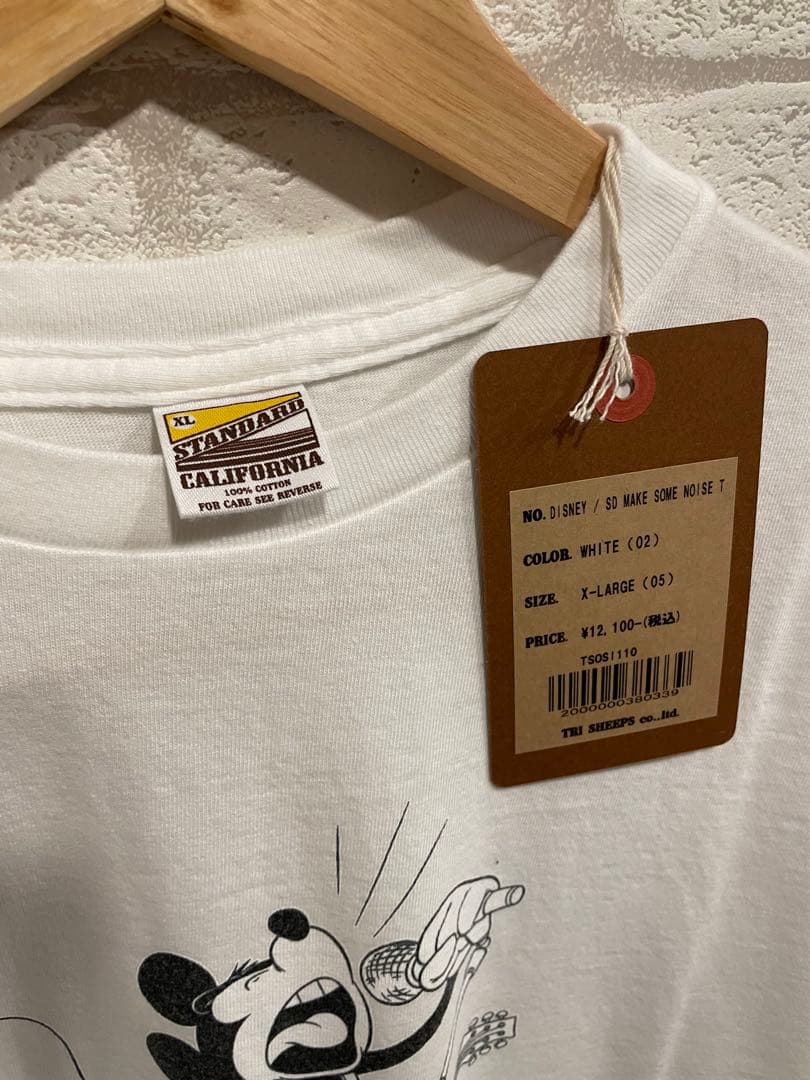 XL
STANDARD
CALIFORNIA
100% COTTON
FOR CARE SEE REVERSE
NO. DISNEY / SD MAKE SOME NOISE T
COLOR. WHITE (02)
SIZE. X-LARGE (05)
PRICE. ¥12,100-(税込)
TSOSI110
2000000380339
TRI SHEEPS co.,ltd.